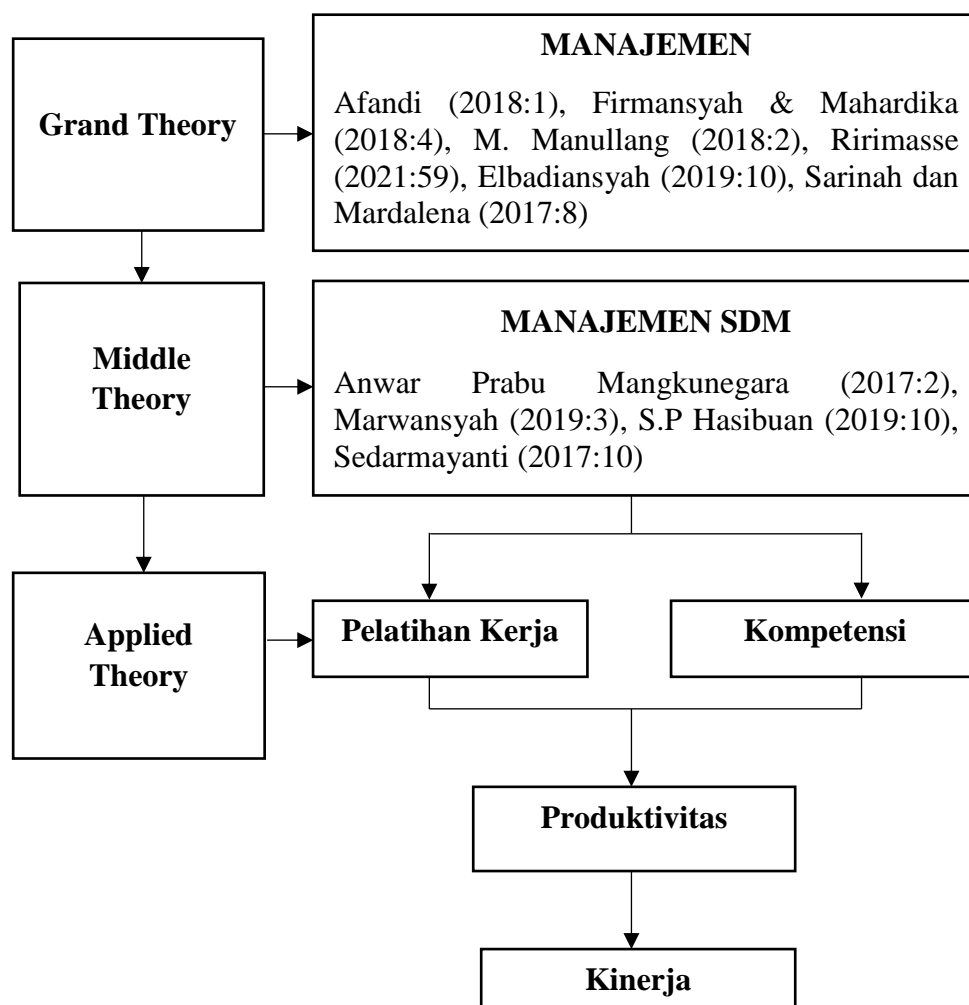 Grand Theory
MANAJEMEN
Afandi (2018:1), Firmansyah & Mahardika
(2018:4), M. Manullang (2018:2), Ririmasse
(2021:59), Elbadiansyah (2019:10), Sarinah dan
Mardalena (2017:8)
Middle
Theory
MANAJEMEN SDM
Anwar Prabu Mangkunegara (2017:2),
Marwansyah (2019:3), S.P Hasibuan (2019:10),
Sedarmayanti (2017:10)
Applied
Theory
Pelatihan Kerja
Kompetensi
Produktivitas
Kinerja